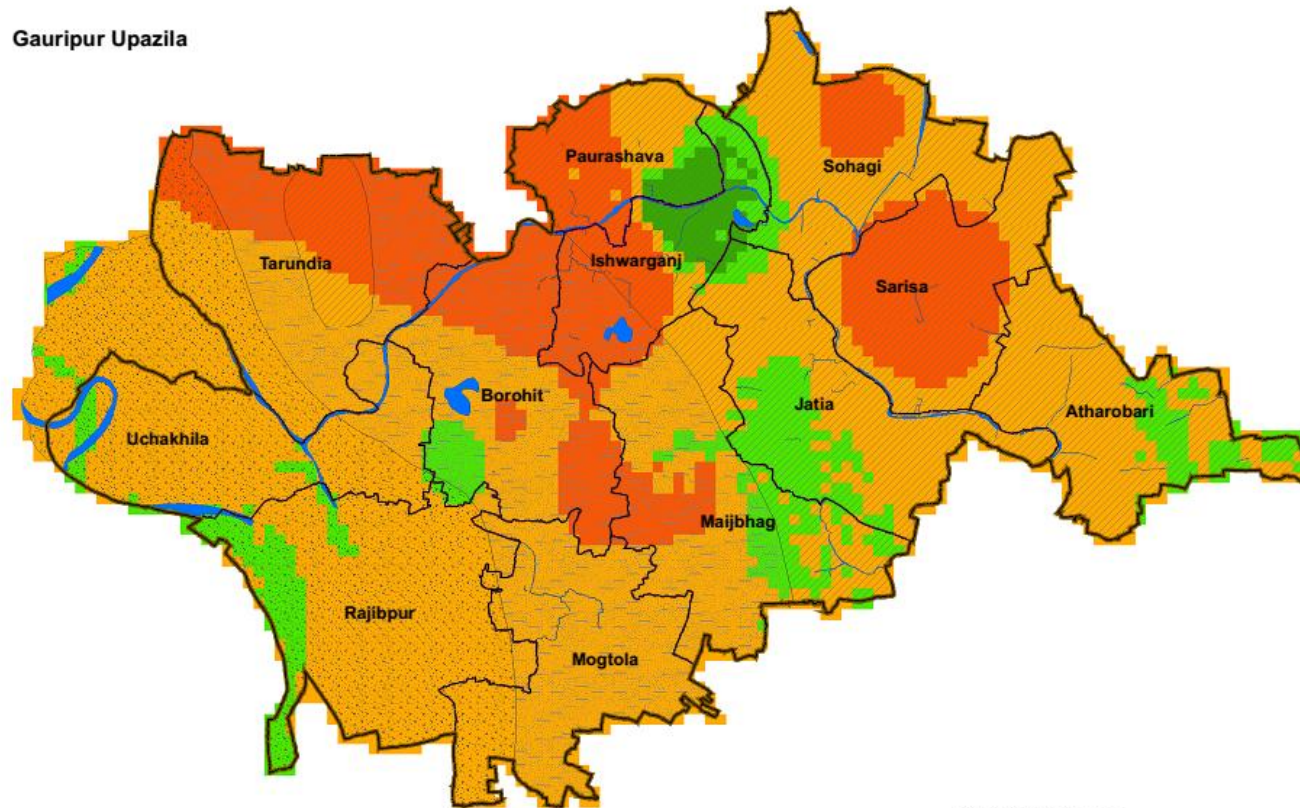 Gauripur Upazila
Paurashava
Sohagi
Tarundia
Ishwarganj
Sarisa
Borohit
Jatia
Atharobari
Uchakhila
Maijbhag
Rajibpur
Mogtola